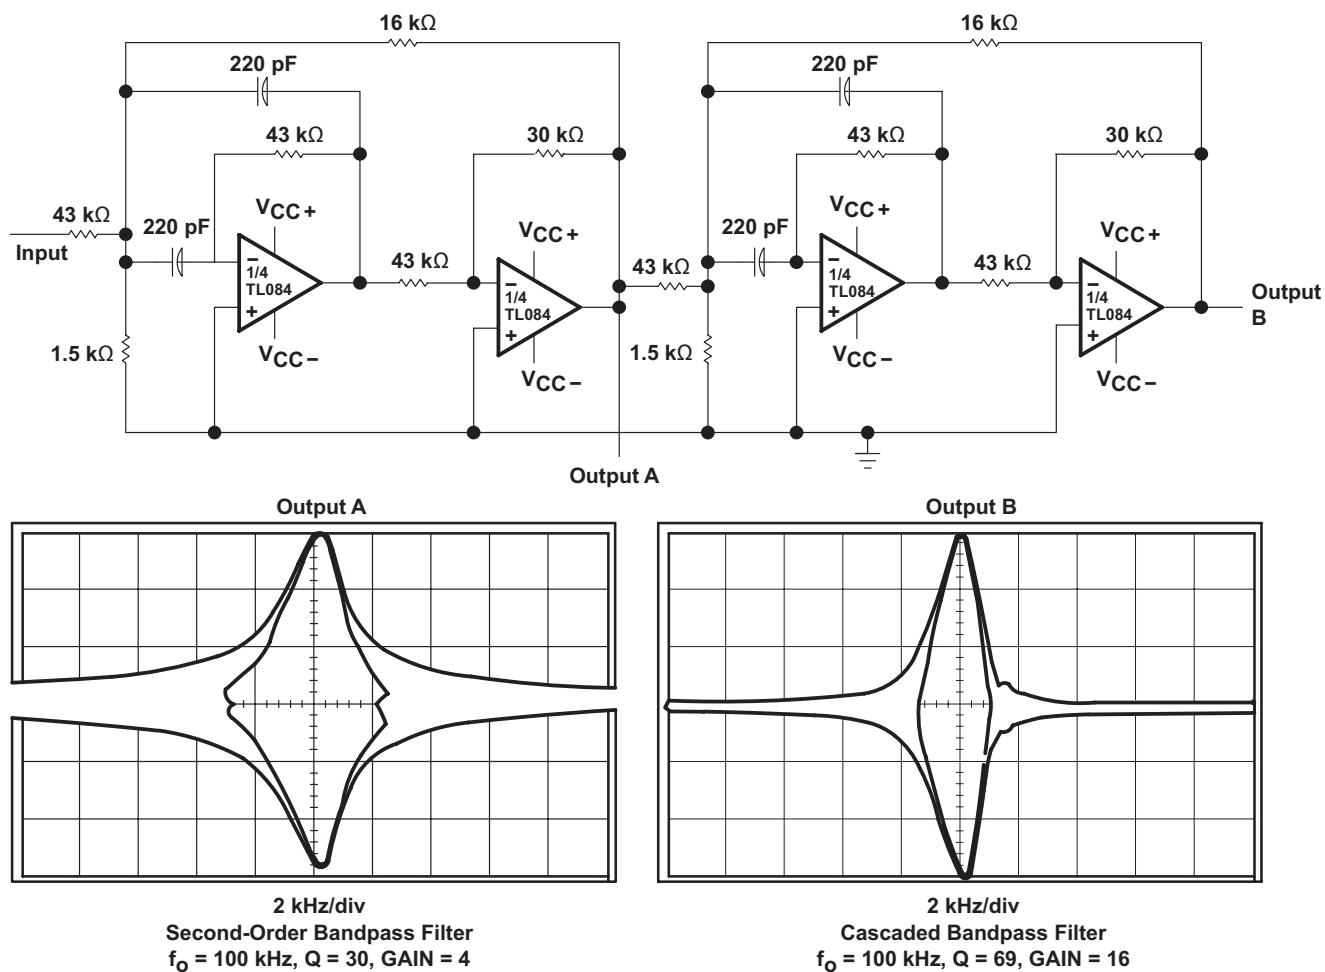 16 kΩ
16 kΩ
220 pF
220 pF
43 kΩ
30 kΩ
43 kΩ
30 kΩ
43 kΩ
Input
220 pF
VCC+
−
1/4
TL084
+
VCC−
1.5 kΩ
43 kΩ
VCC+
−
1/4
TL084
+
VCC−
43 kΩ
1.5 kΩ
220 pF
VCC+
−
1/4
TL084
+
VCC−
43 kΩ
VCC+
−
1/4
TL084
+
VCC−
Output
B
Output A
Output A
Output B
2 kHz/div
Second-Order Bandpass Filter
fo = 100 kHz, Q = 30, GAIN = 4
2 kHz/div
Cascaded Bandpass Filter
fo = 100 kHz, Q = 69, GAIN = 16